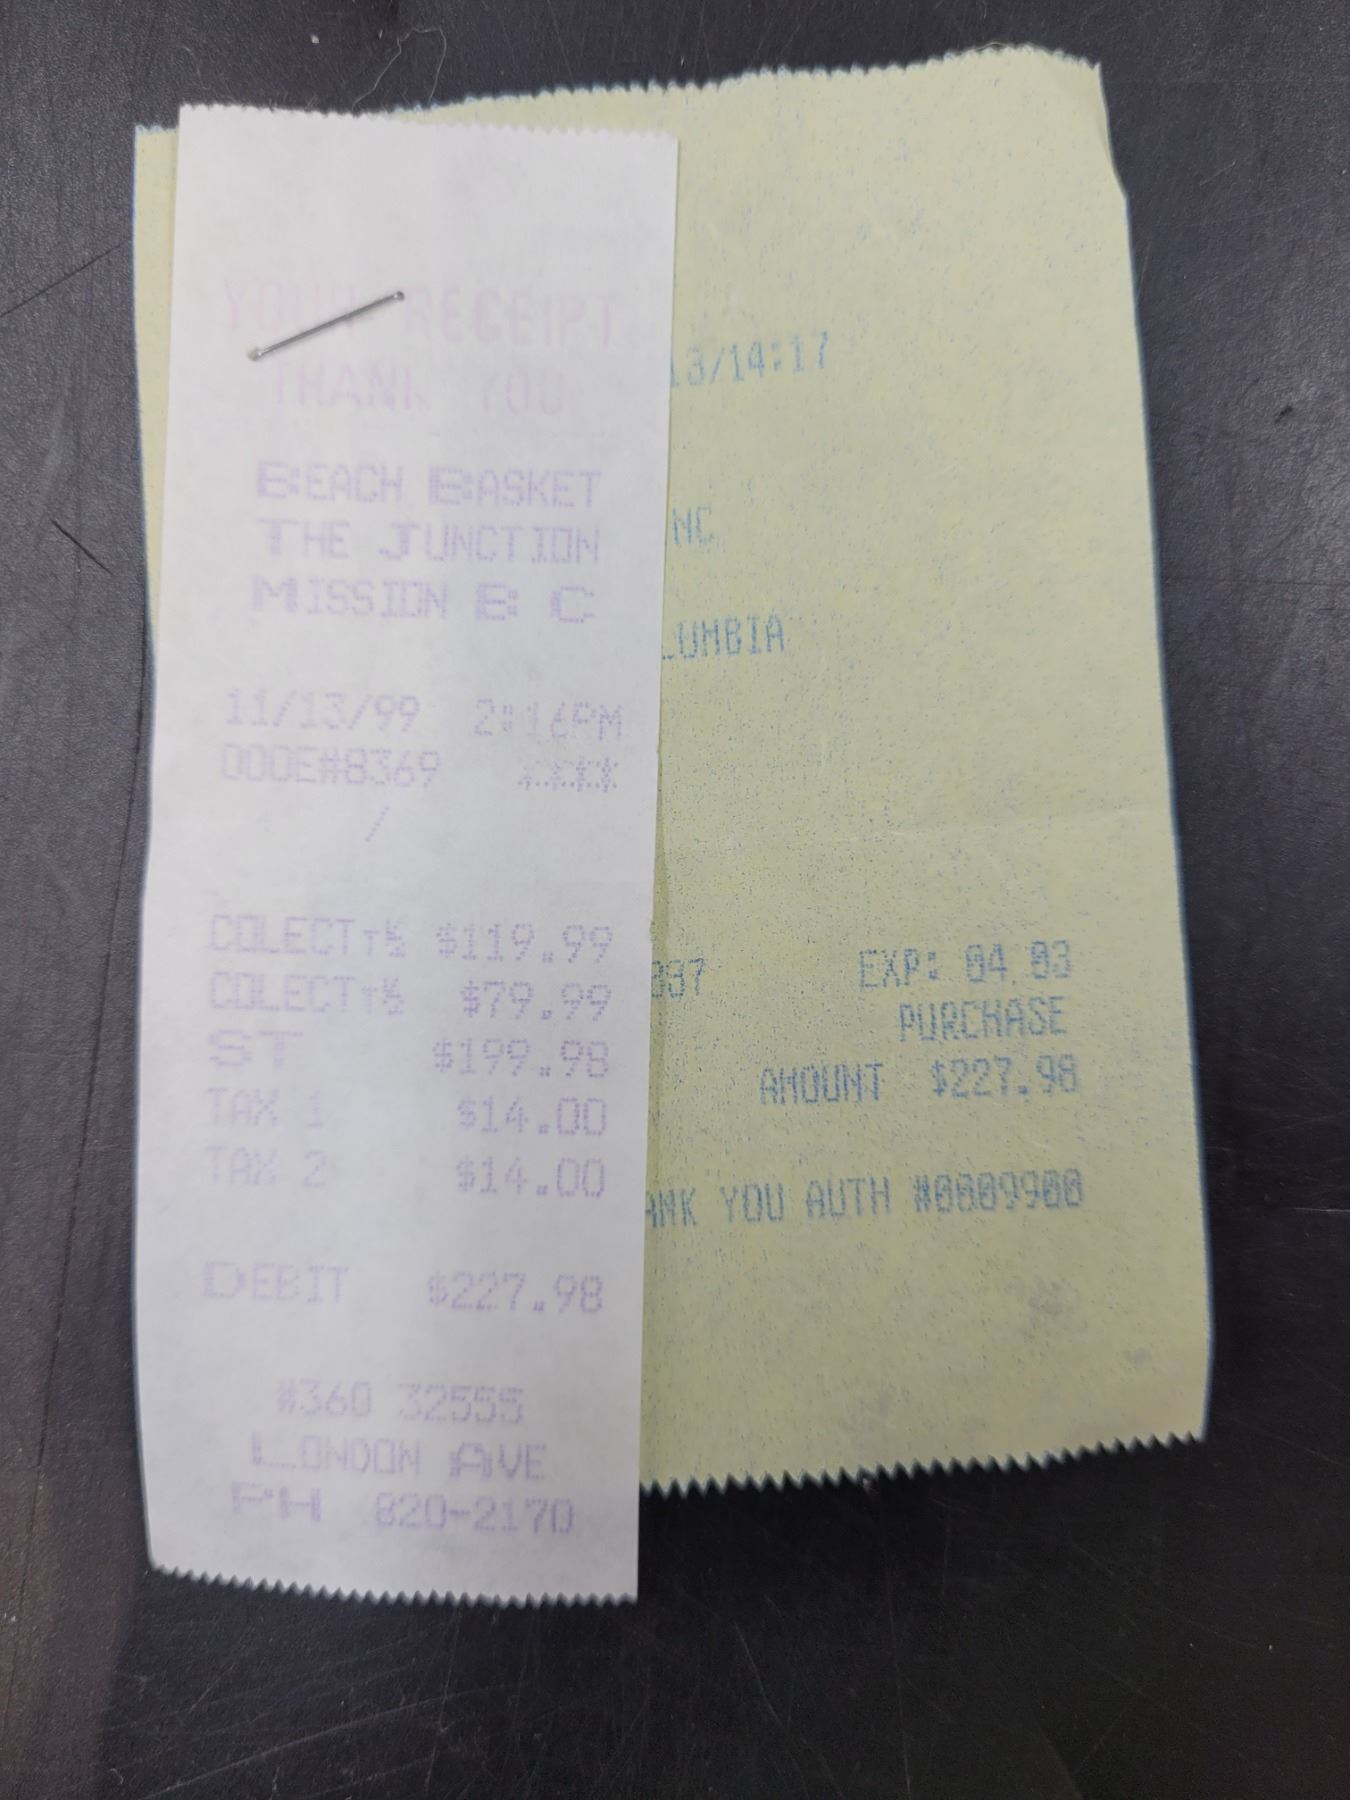 YOUR RECEIPT
THANK YOU
BEACH BASKET
THE JUNCTION
MISSION B C
11/13/99 2:16PM
000E#8369 ****
/
COLECT $119.99
COLECT $79.99
ST $199.98
TAX 1 $14.00
TAX 2 $14.00
DEBIT $227.98
#360 32555
LONDON AVE
PH 820-2170
13/14:17
NC
LUMBIA
337 EXP: 04 03
PURCHASE
AMOUNT $227.98
ANK YOU AUTH #0009900